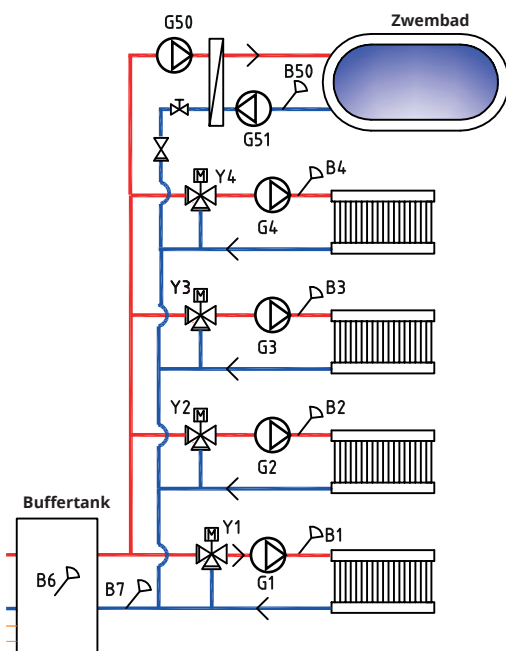 G50
Zwembad
B50
G51
M
Y4
B4
G4
Y3
M
B3
G3
Y2
M
B2
G2
Buffertank
M
Y1
B1
G1
B6
B7